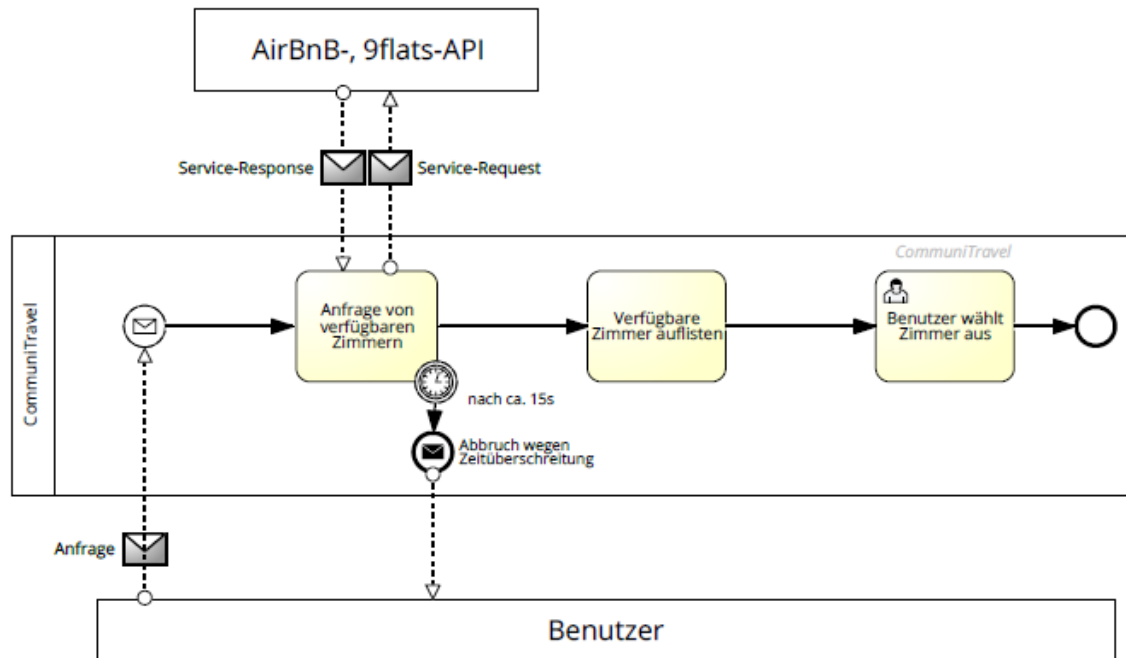 AirBnB-, 9flats-API
Service-Response
Service-Request
CommuniTravel
CommuniTravel
Anfrage von
verfügbaren
Zimmern
Verfügbare
Zimmer auflisten
Benutzer wählt
Zimmer aus
nach ca. 15s
Abbruch wegen
Zeitüberschreitung
Anfrage
Benutzer